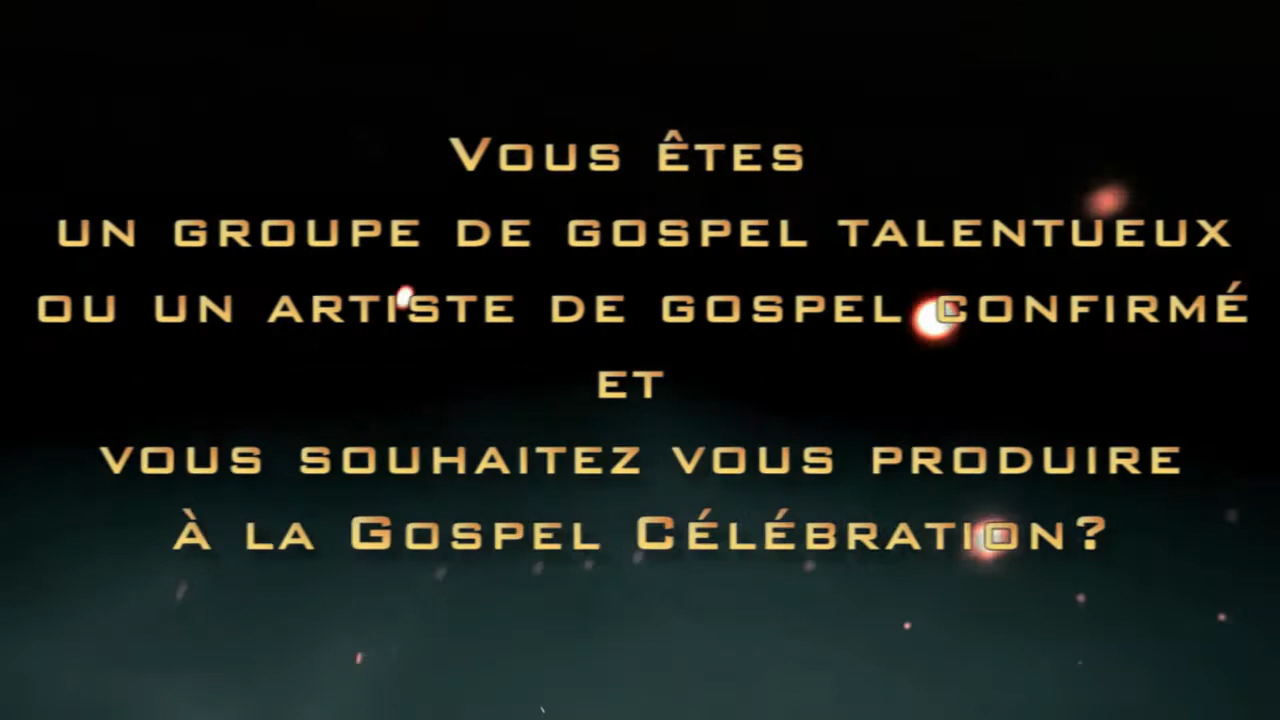 Vous êtes
un groupe de gospel talentueux
ou un artiste de gospel confirmé
et
vous souhaitez vous produire
à la Gospel Célébration?